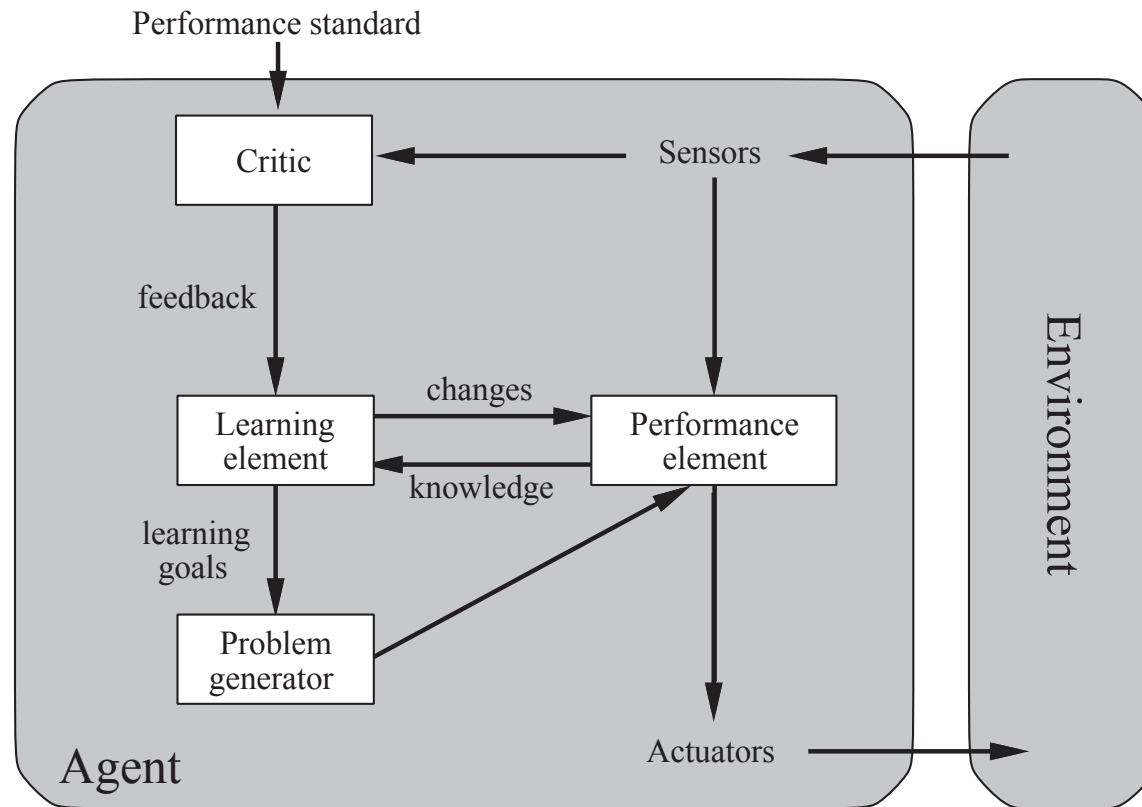 Performance standard
Critic
Sensors
feedback
changes
Learning
element
Performance
element
knowledge
learning
goals
Problem
generator
Actuators
Agent
Environment